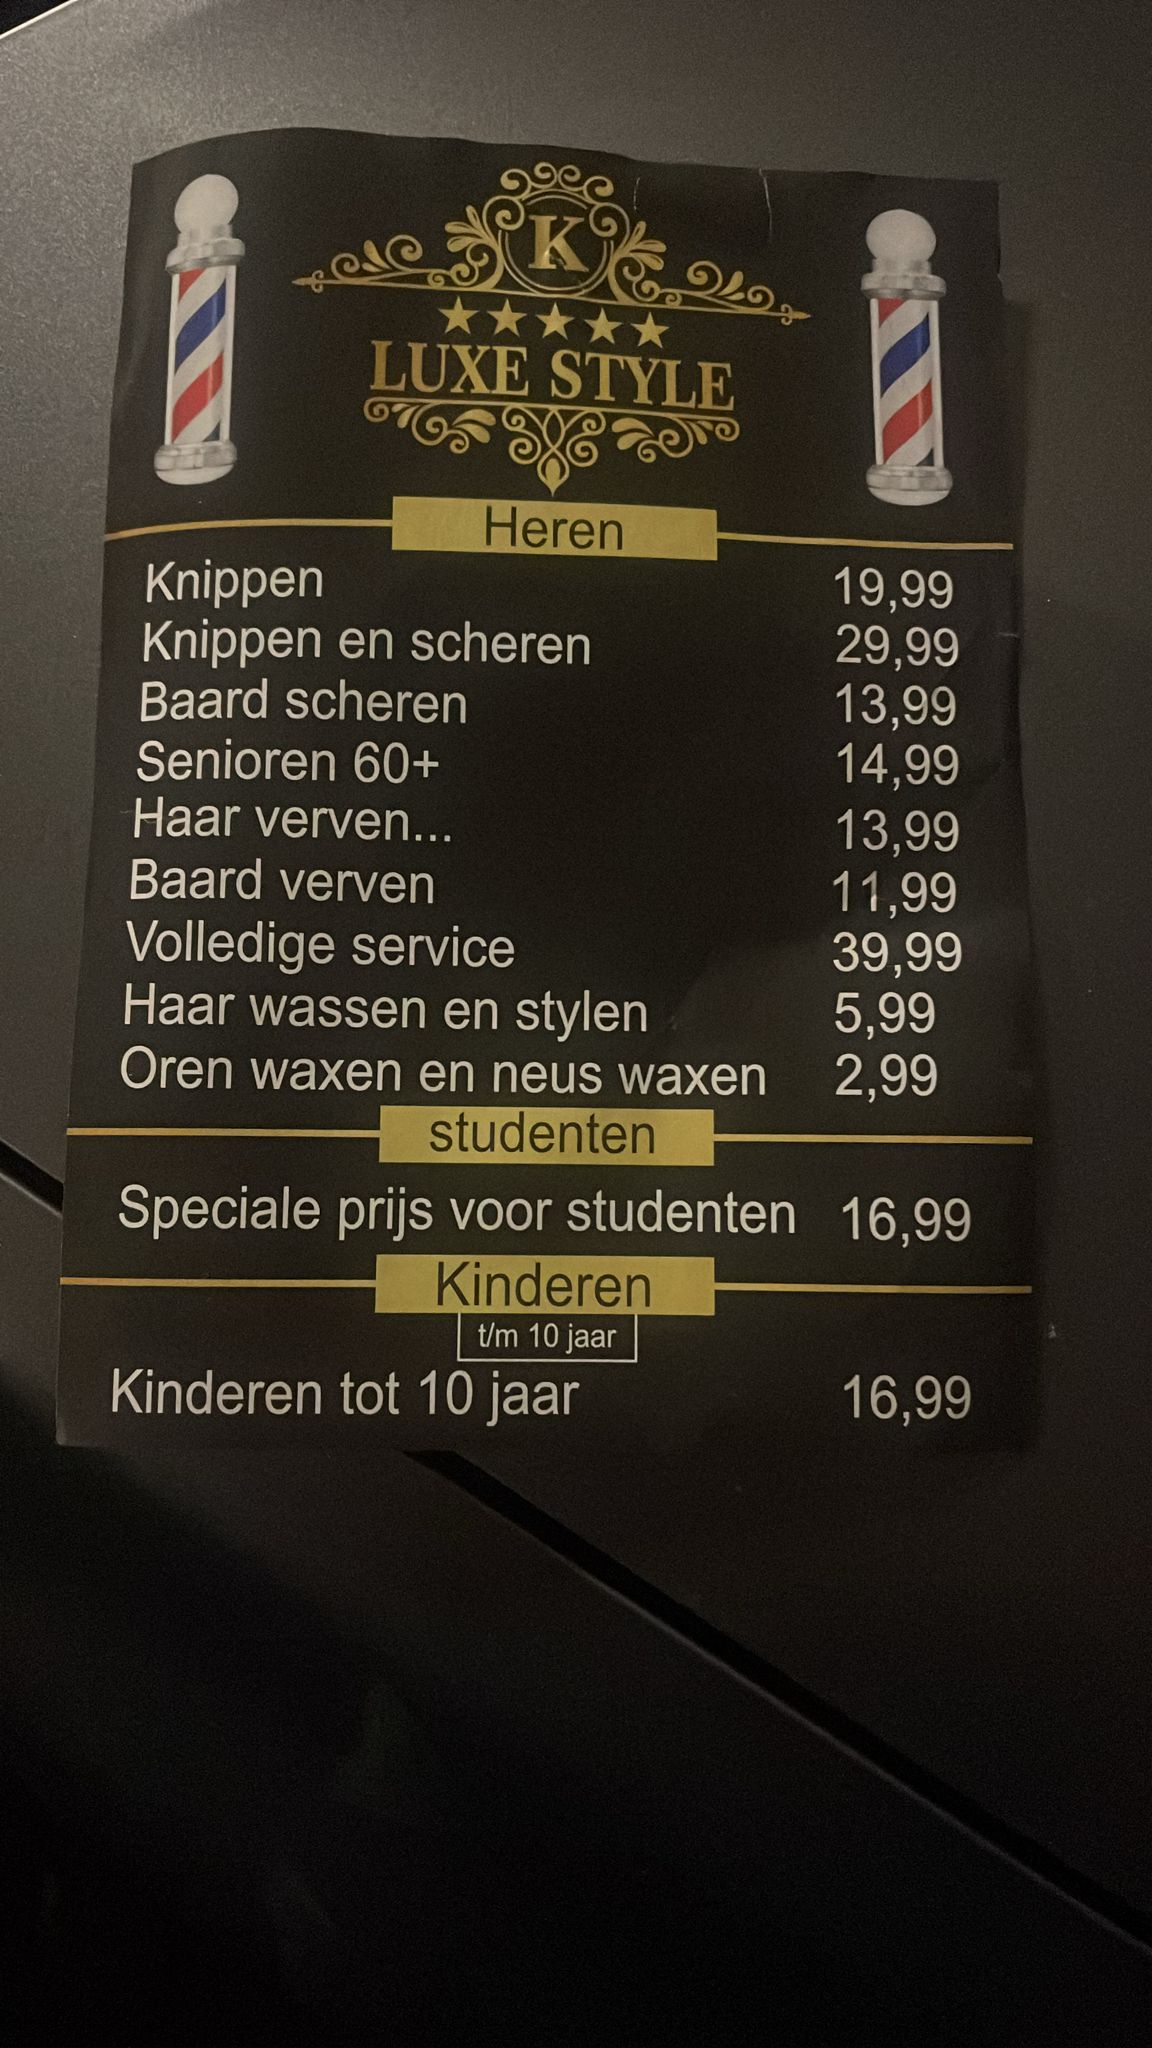 K
LUXE STYLE
Heren
Knippen 19,99
Knippen en scheren 29,99
Baard scheren 13,99
Senioren 60+ 14,99
Haar verven... 13,99
Baard verven 11,99
Volledige service 39,99
Haar wassen en stylen 5,99
Oren waxen en neus waxen 2,99
studenten
Speciale prijs voor studenten 16,99
Kinderen
t/m 10 jaar
Kinderen tot 10 jaar 16,99